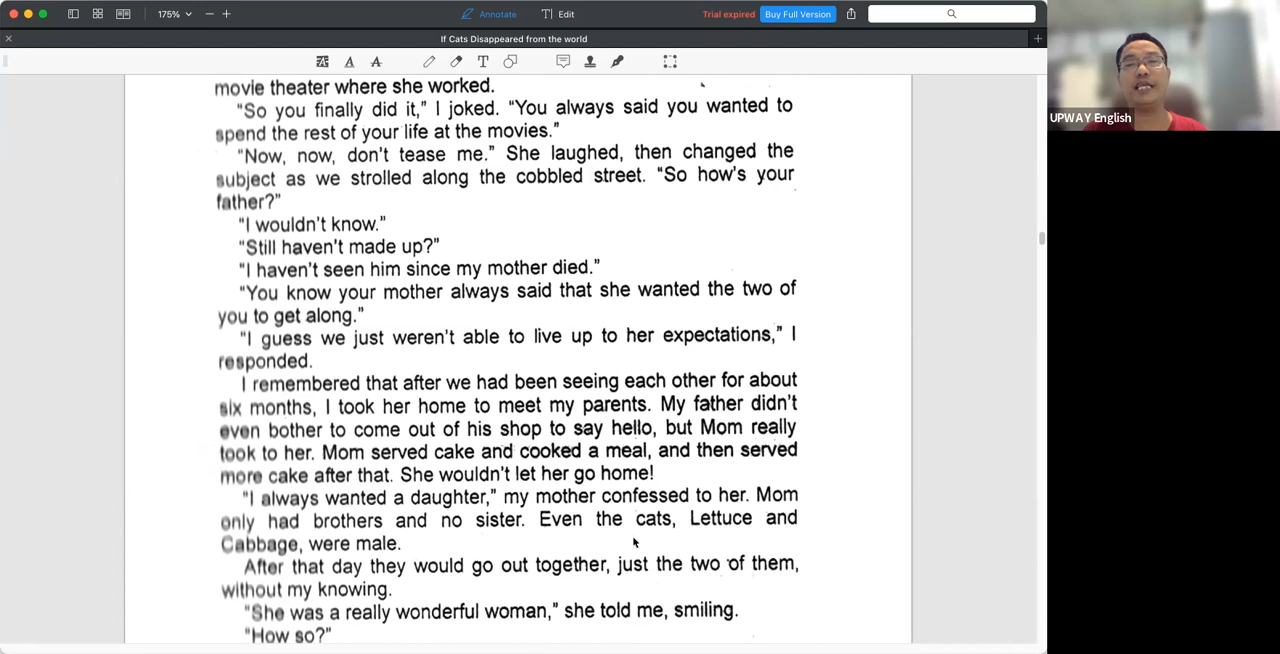 175%
Annotate
Edit
Trial expired
Buy Full Version
If Cats Disappeared from the world
movie theater where she worked.
"So you finally did it," I joked. "You always said you wanted to
spend the rest of your life at the movies."
"Now, now, don't tease me." She laughed, then changed the
subject as we strolled along the cobbled street. "So how's your
father?"
"I wouldn't know."
"Still haven't made up?"
"I haven't seen him since my mother died."
"You know your mother always said that she wanted the two of
you to get along."
"I guess we just weren't able to live up to her expectations," I
responded.
I remembered that after we had been seeing each other for about
six months, I took her home to meet my parents. My father didn't
even bother to come out of his shop to say hello, but Mom really
took to her. Mom served cake and cooked a meal, and then served
more cake after that. She wouldn't let her go home!
"I always wanted a daughter," my mother confessed to her. Mom
only had brothers and no sister. Even the cats, Lettuce and
Cabbage, were male.
After that day they would go out together, just the two of them,
without my knowing.
"She was a really wonderful woman," she told me, smiling.
"How so?"
UPWAY English